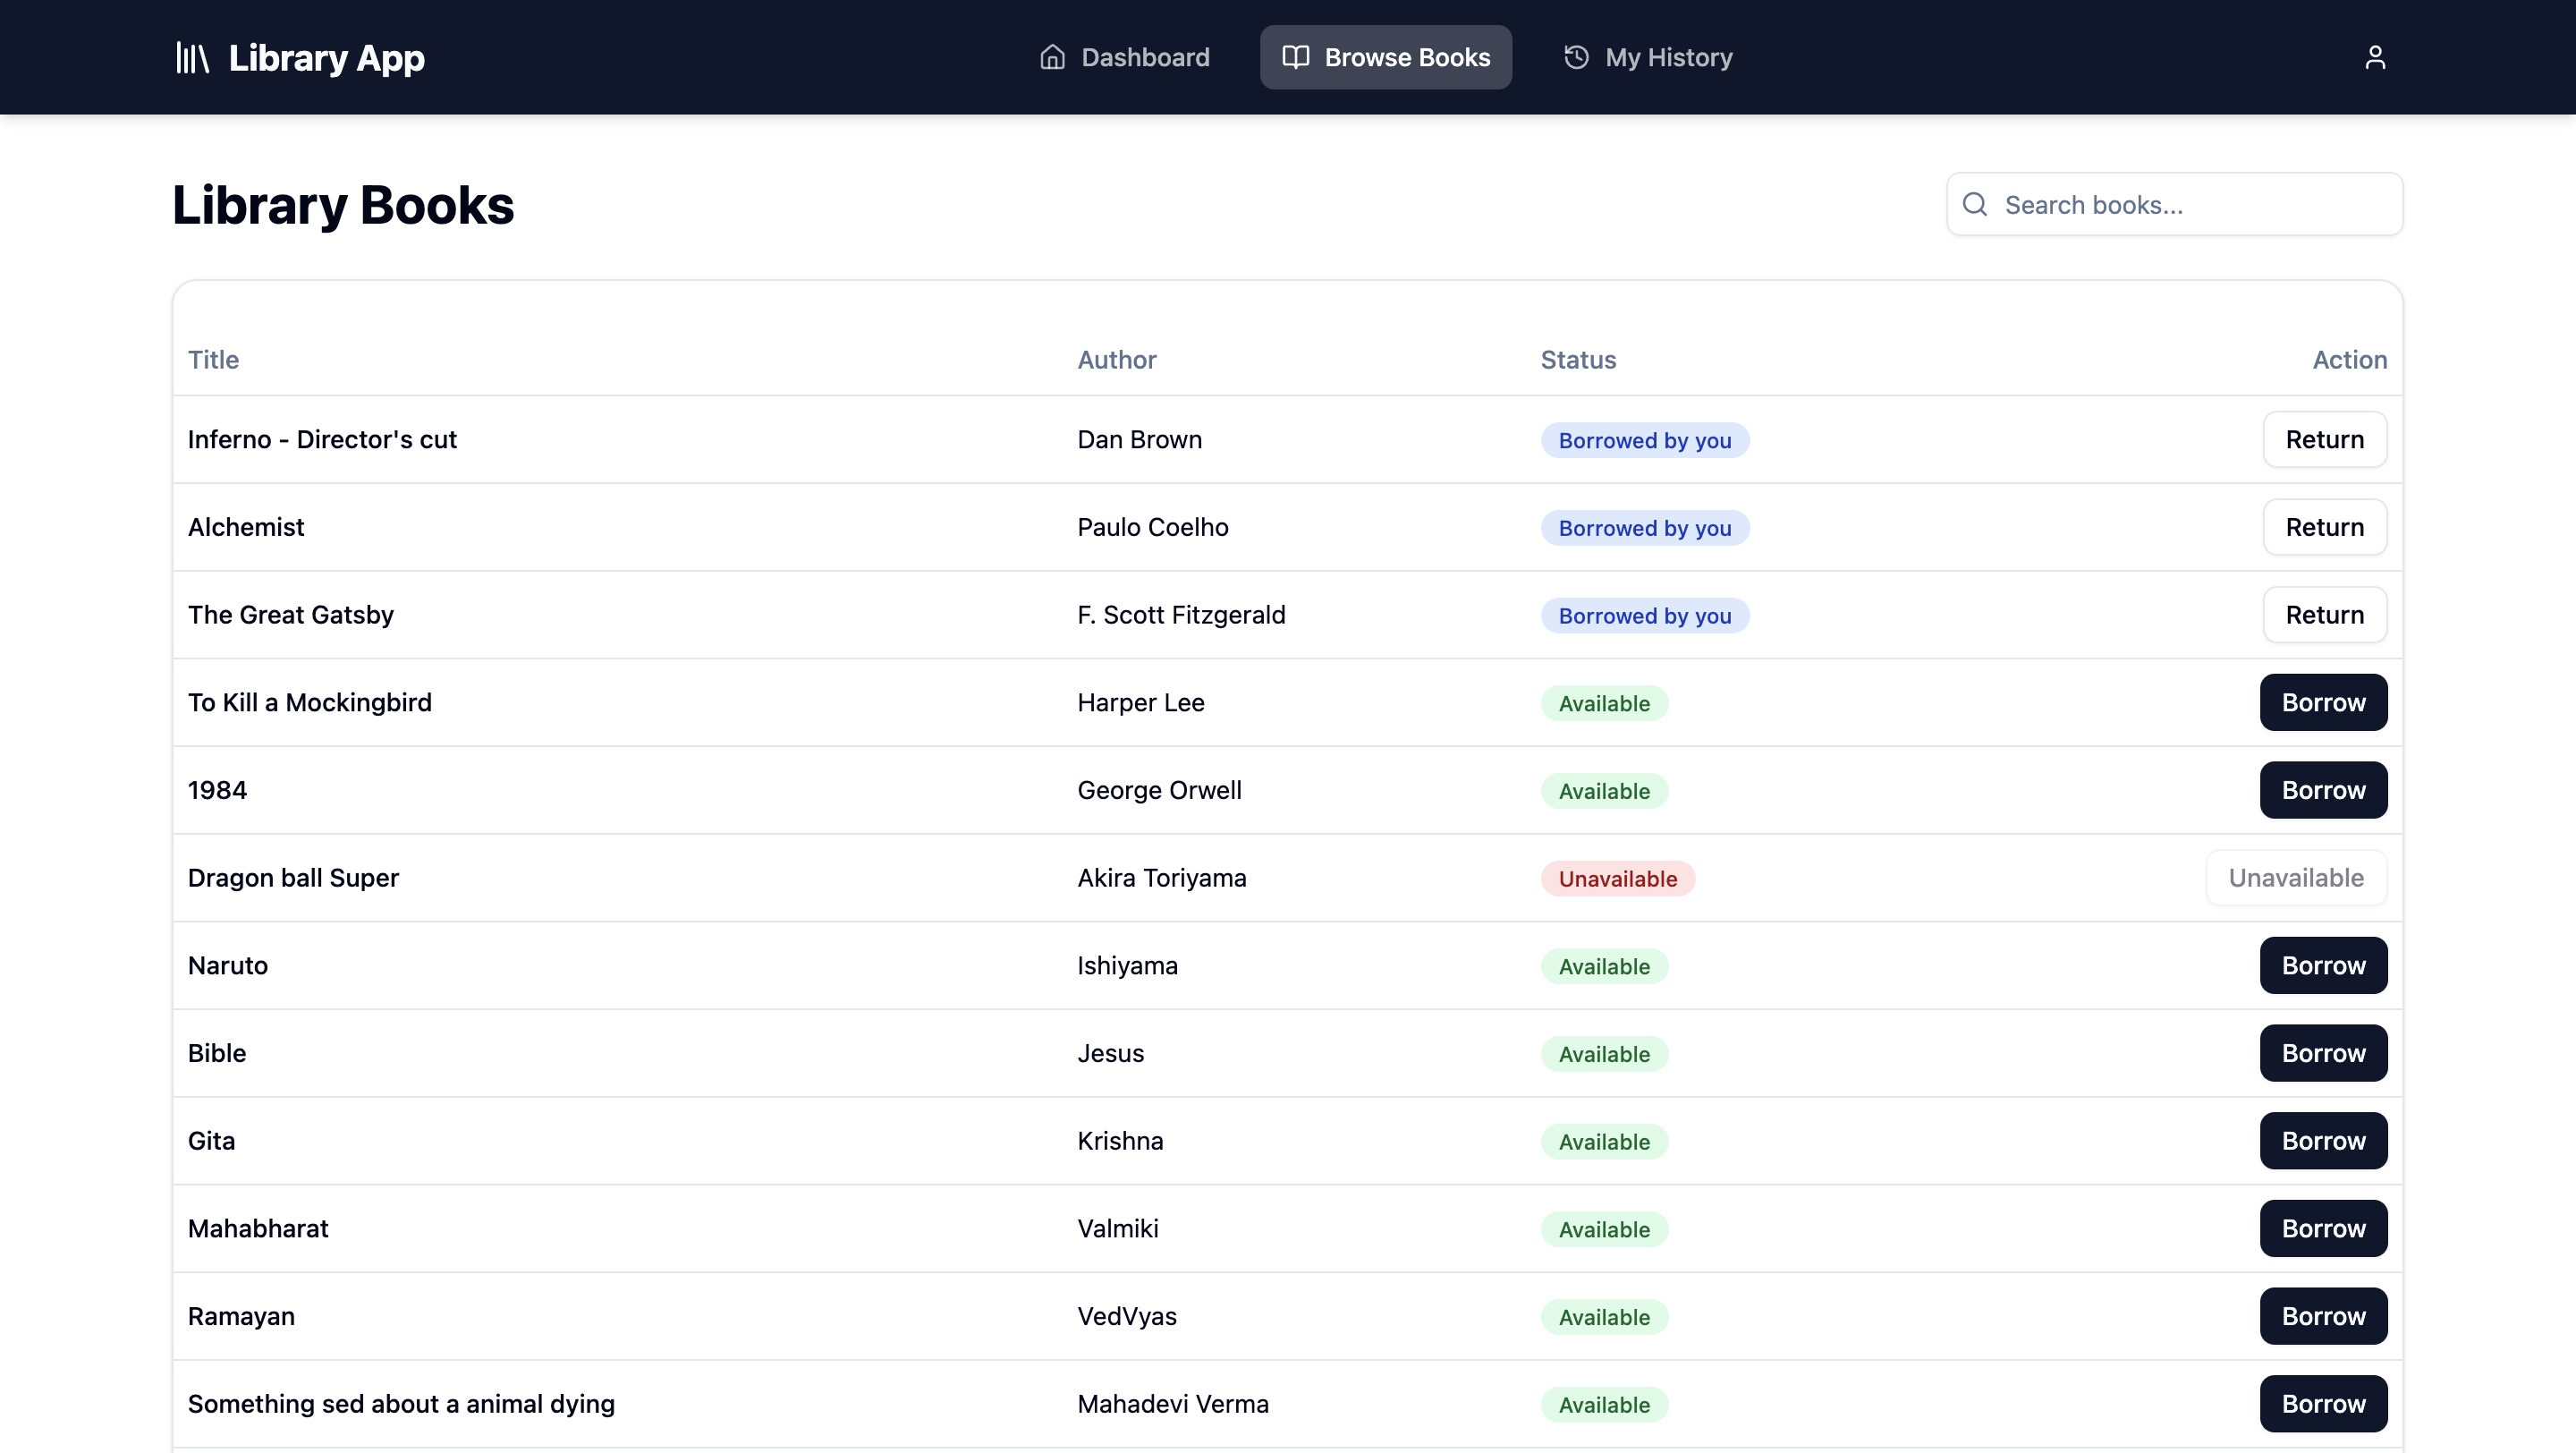 Library App Dashboard Browse Books My History
Library Books Search books...
Title Author Status Action
Inferno - Director's cut Dan Brown Borrowed by you Return
Alchemist Paulo Coelho Borrowed by you Return
The Great Gatsby F. Scott Fitzgerald Borrowed by you Return
To Kill a Mockingbird Harper Lee Available Borrow
1984 George Orwell Available Borrow
Dragon ball Super Akira Toriyama Unavailable Unavailable
Naruto Ishiyama Available Borrow
Bible Jesus Available Borrow
Gita Krishna Available Borrow
Mahabharat Valmiki Available Borrow
Ramayan VedVyas Available Borrow
Something sed about a animal dying Mahadevi Verma Available Borrow